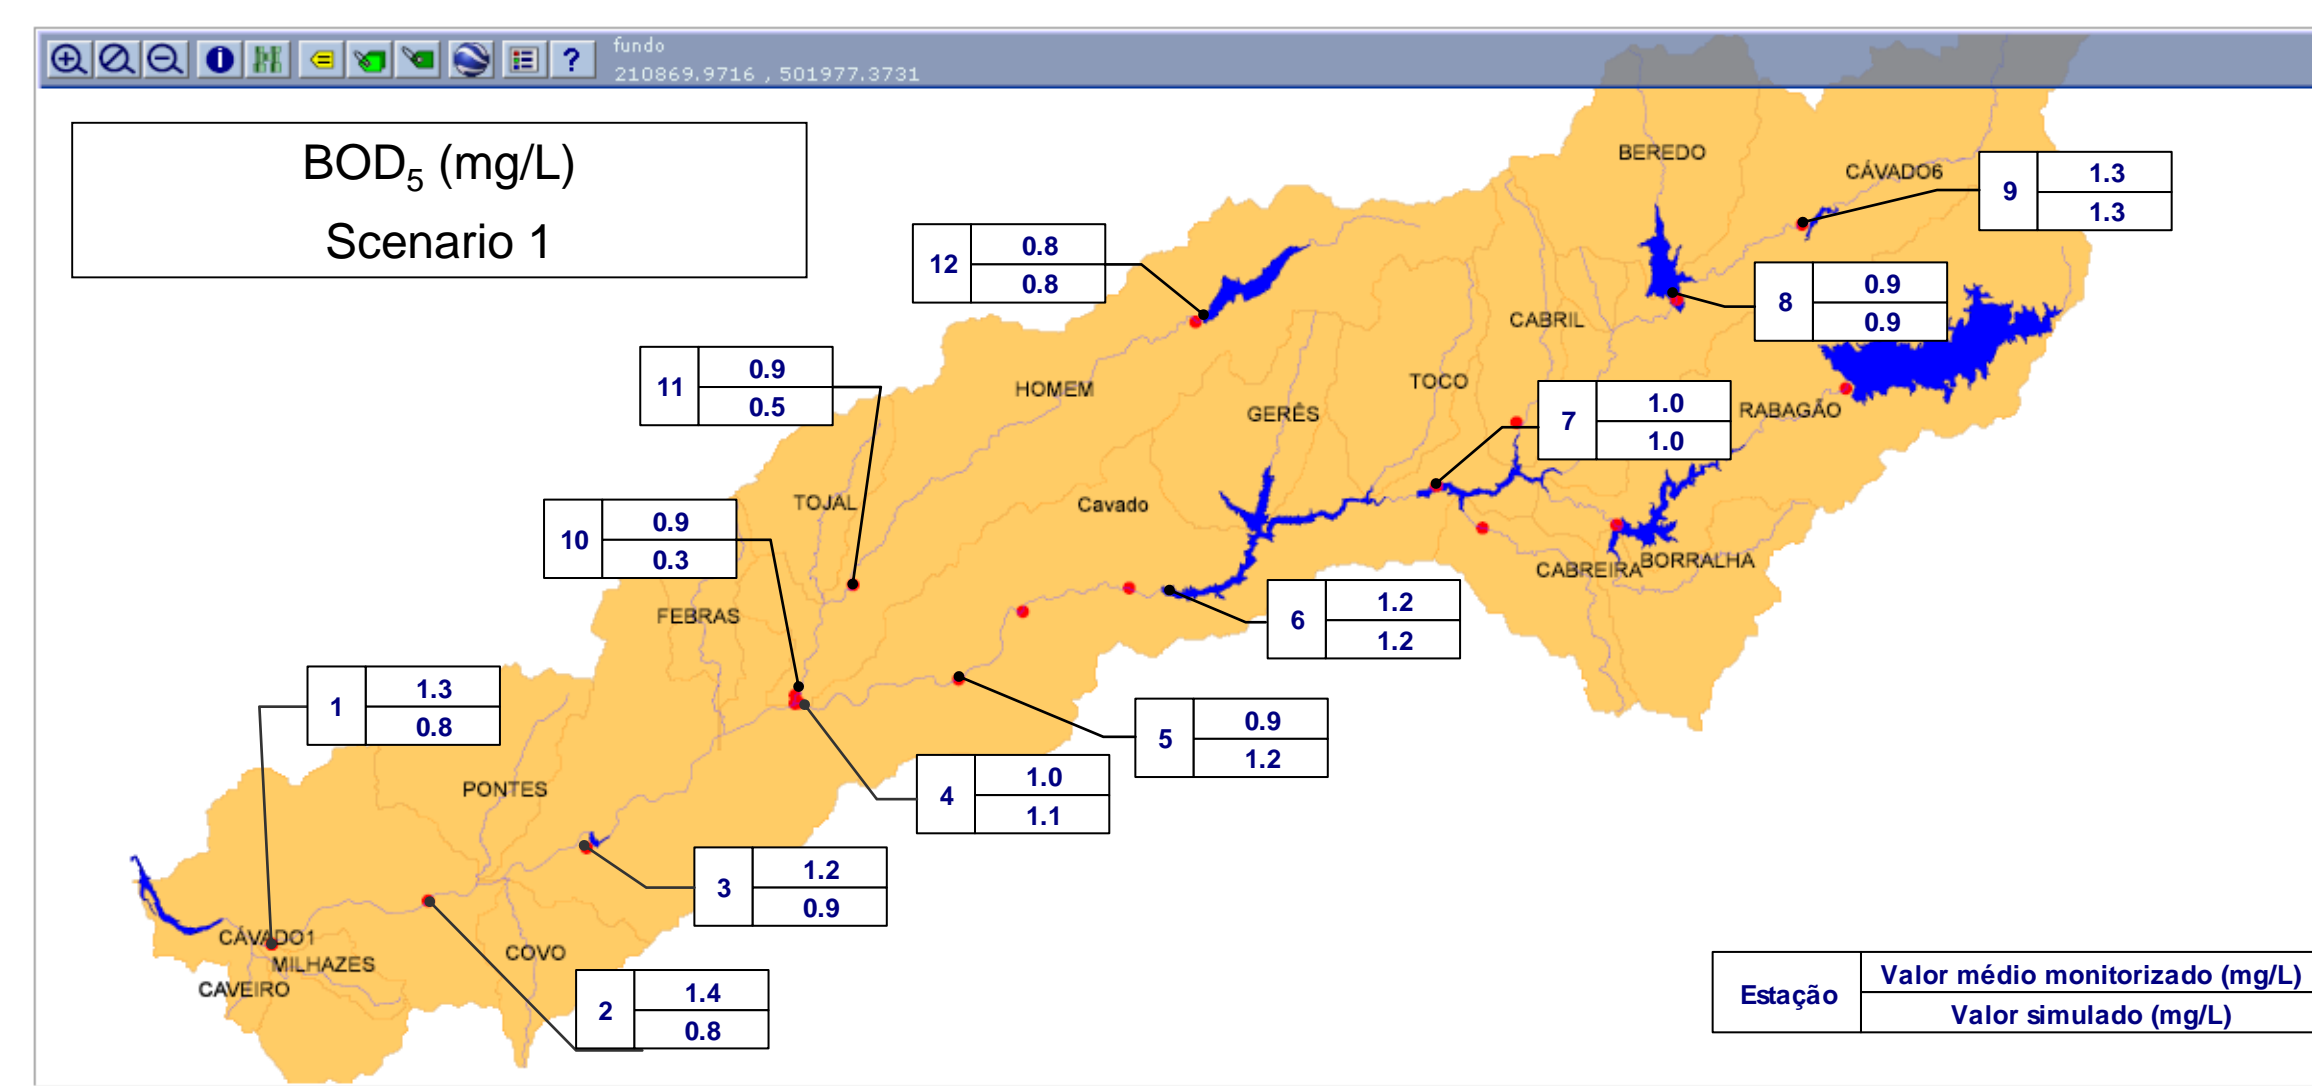 fundo
210869.9716 , 501977.3731
BOD5 (mg/L)
Scenario 1
BEREDO
CÁVADO6
9
1.3
1.3
12
0.8
0.8
8
0.9
0.9
CABRIL
11
0.9
0.5
HOMEM
TOCO
GERÊS
7
1.0
1.0
RABAGÃO
10
0.9
0.3
TOJAL
Cavado
CABREIRA
BORRALHA
FEBRAS
6
1.2
1.2
1
1.3
0.8
5
0.9
1.2
4
1.0
1.1
PONTES
3
1.2
0.9
CÁVADO1
MILHAZES
CAVEIRO
COVO
2
1.4
0.8
Estação
Valor médio monitorizado (mg/L)
Valor simulado (mg/L)